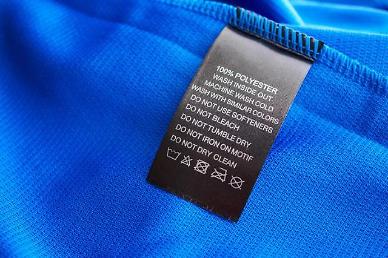 100% POLYESTER
WASH INSIDE OUT
MACHINE WASH COLD
WASH WITH SIMILAR COLORS
DO NOT USE SOFTENERS
DO NOT BLEACH
DO NOT TUMBLE DRY
DO NOT IRON ON MOTIF
DO NOT DRY CLEAN